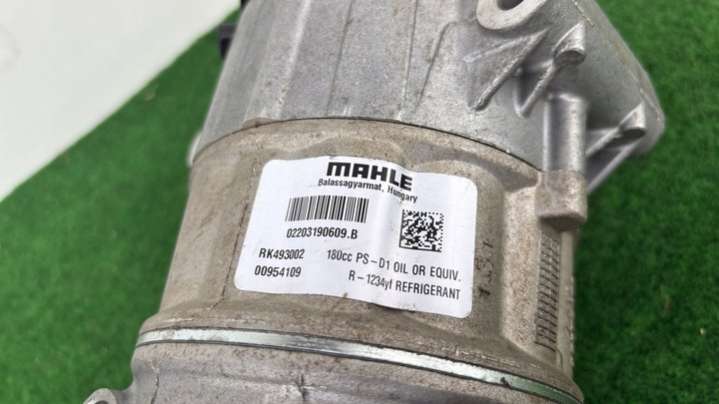 MAHLE
Balassagyarmat, Hungary
02203190609.B
RK493002 180cc PS-D1 OIL OR EQUIV.
00954109 R-1234yf REFRIGERANT